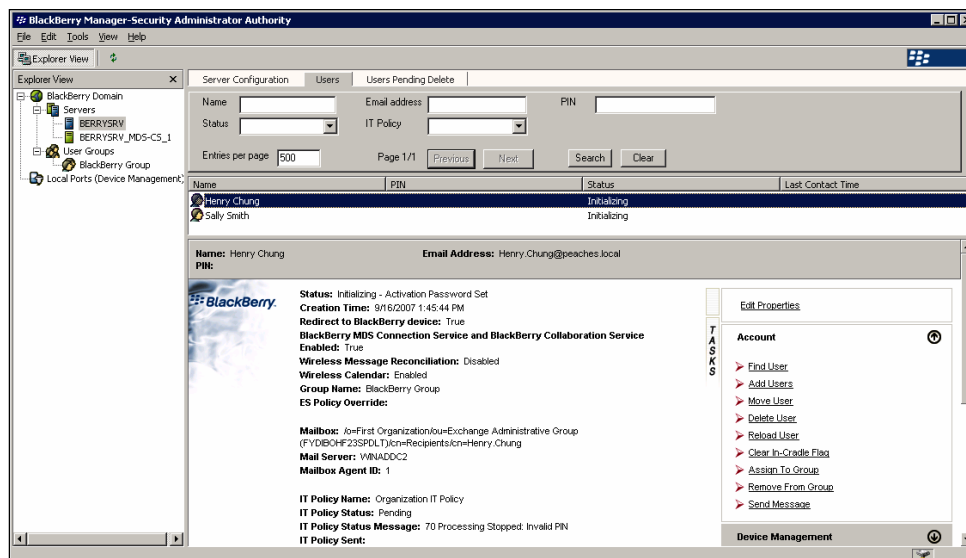 BlackBerry Manager-Security Administrator Authority
File Edit Tools View Help
Explorer View
Explorer View
BlackBerry Domain
Servers
BERRYSRV
BERRYSRV_MDS-CS_1
User Groups
BlackBerry Group
Local Ports (Device Management)
Server Configuration Users Users Pending Delete
Name Email address PIN
Status IT Policy
Entries per page 500 Page 1/1 Previous Next Search Clear
Name PIN Status Last Contact Time
Henry Chung Initializing
Sally Smith Initializing
Name: Henry Chung Email Address: Henry.Chung@peaches.local
PIN:
BlackBerry.
Status: Initializing - Activation Password Set
Creation Time: 9/16/2007 1:45:44 PM
Redirect to BlackBerry device: True
BlackBerry MDS Connection Service and BlackBerry Collaboration Service
Enabled: True
Wireless Message Reconciliation: Disabled
Wireless Calendar: Enabled
Group Name: BlackBerry Group
ES Policy Override:
Mailbox: /o=First Organization/ou=Exchange Administrative Group
(FYDIBOHF23SPDLT)/cn=Recipients/cn=Henry.Chung
Mail Server: WINADDC2
Mailbox Agent ID: 1
IT Policy Name: Organization IT Policy
IT Policy Status: Pending
IT Policy Status Message: 70 Processing Stopped: Invalid PIN
IT Policy Sent:
TASKS
Edit Properties
Account
Find User
Add Users
Move User
Delete User
Reload User
Clear In-Cradle Flag
Assign To Group
Remove From Group
Send Message
Device Management